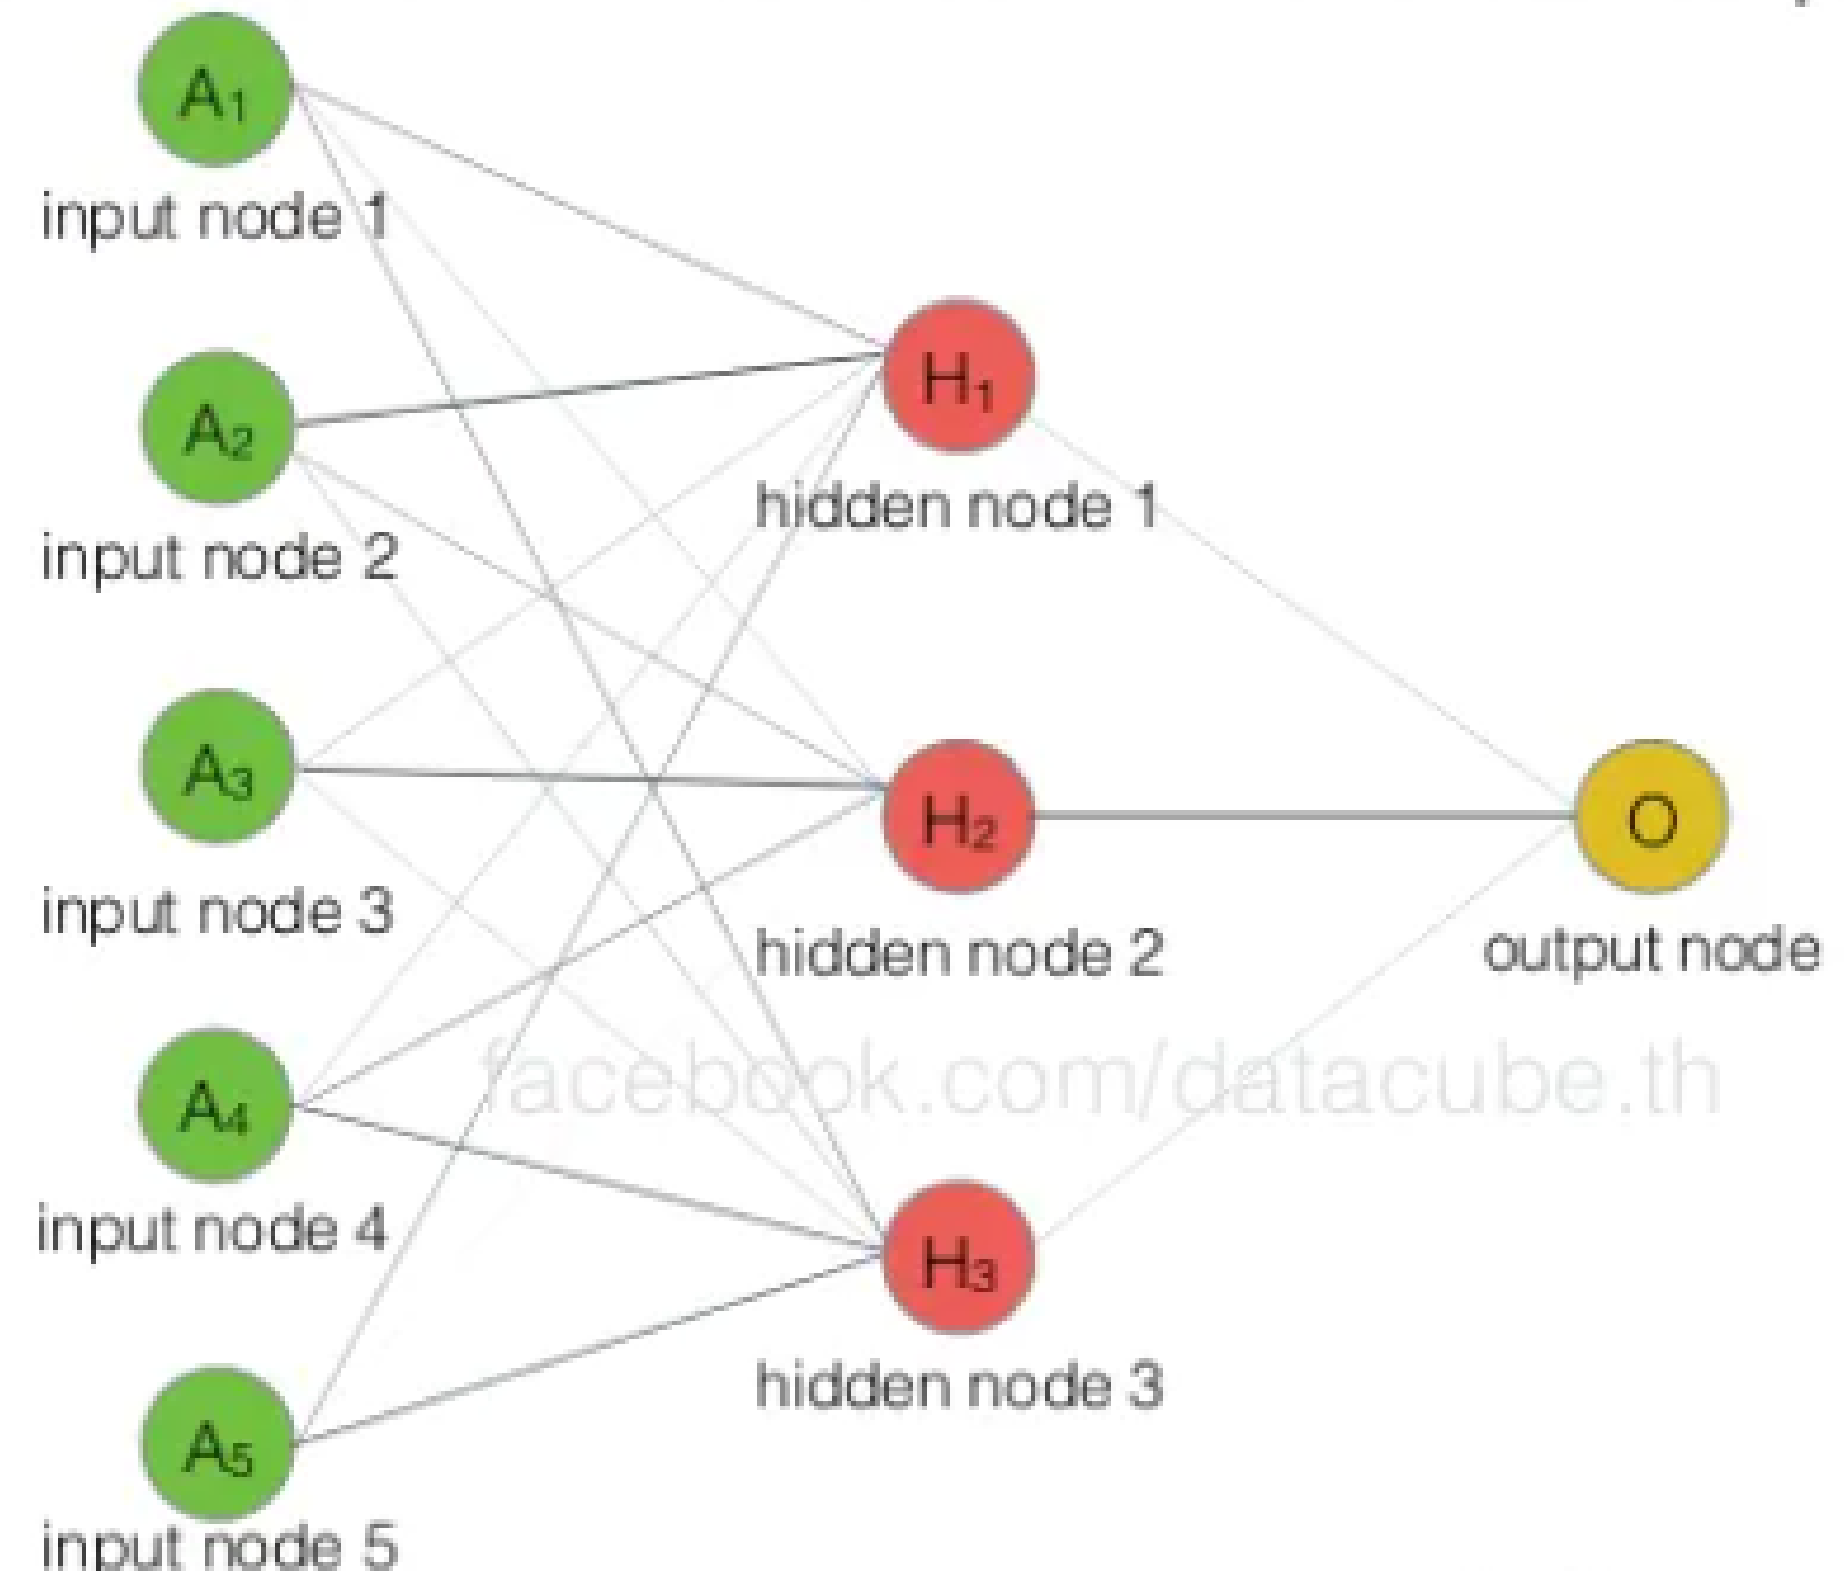 A1
input node 1
A2
input node 2
A3
input node 3
A4
input node 4
A5
input node 5
H1
hidden node 1
H2
hidden node 2
H3
hidden node 3
O
output node
facebook.com/datacube.th